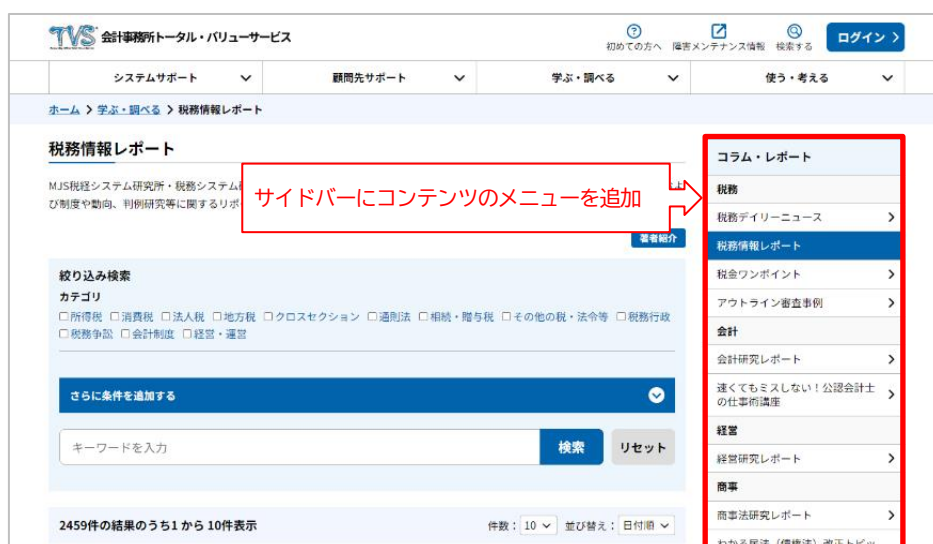 TVS 会計事務所トータル・バリューサービス
初めての方へ 障害メンテナンス情報 検索する ログイン
システムサポート 顧問先サポート 学ぶ・調べる 使う・考える
ホーム > 学ぶ・調べる > 税務情報レポート
税務情報レポート
MJS税経システム研究所・税務システム
び制度や動向、判例研究等に関するリポ
サイドバーにコンテンツのメニューを追加
著者紹介
絞り込み検索
カテゴリ
所得税 消費税 法人税 地方税 クロスセクション 通則法 相続・贈与税 その他の税・法令等 税務行政
税務争訟 会計制度 経営・運営
さらに条件を追加する
キーワードを入力 検索 リセット
2459件の結果のうち1 から 10件表示 件数: 10 並び替え: 日付順
コラム・レポート
税務
税務デイリーニュース
税務情報レポート
税金ワンポイント
アウトライン審査事例
会計
会計研究レポート
速くてもミスしない!公認会計士
の仕事術講座
経営
経営研究レポート
商事
商事法研究レポート
わかる民法(債権法)改正トピッ